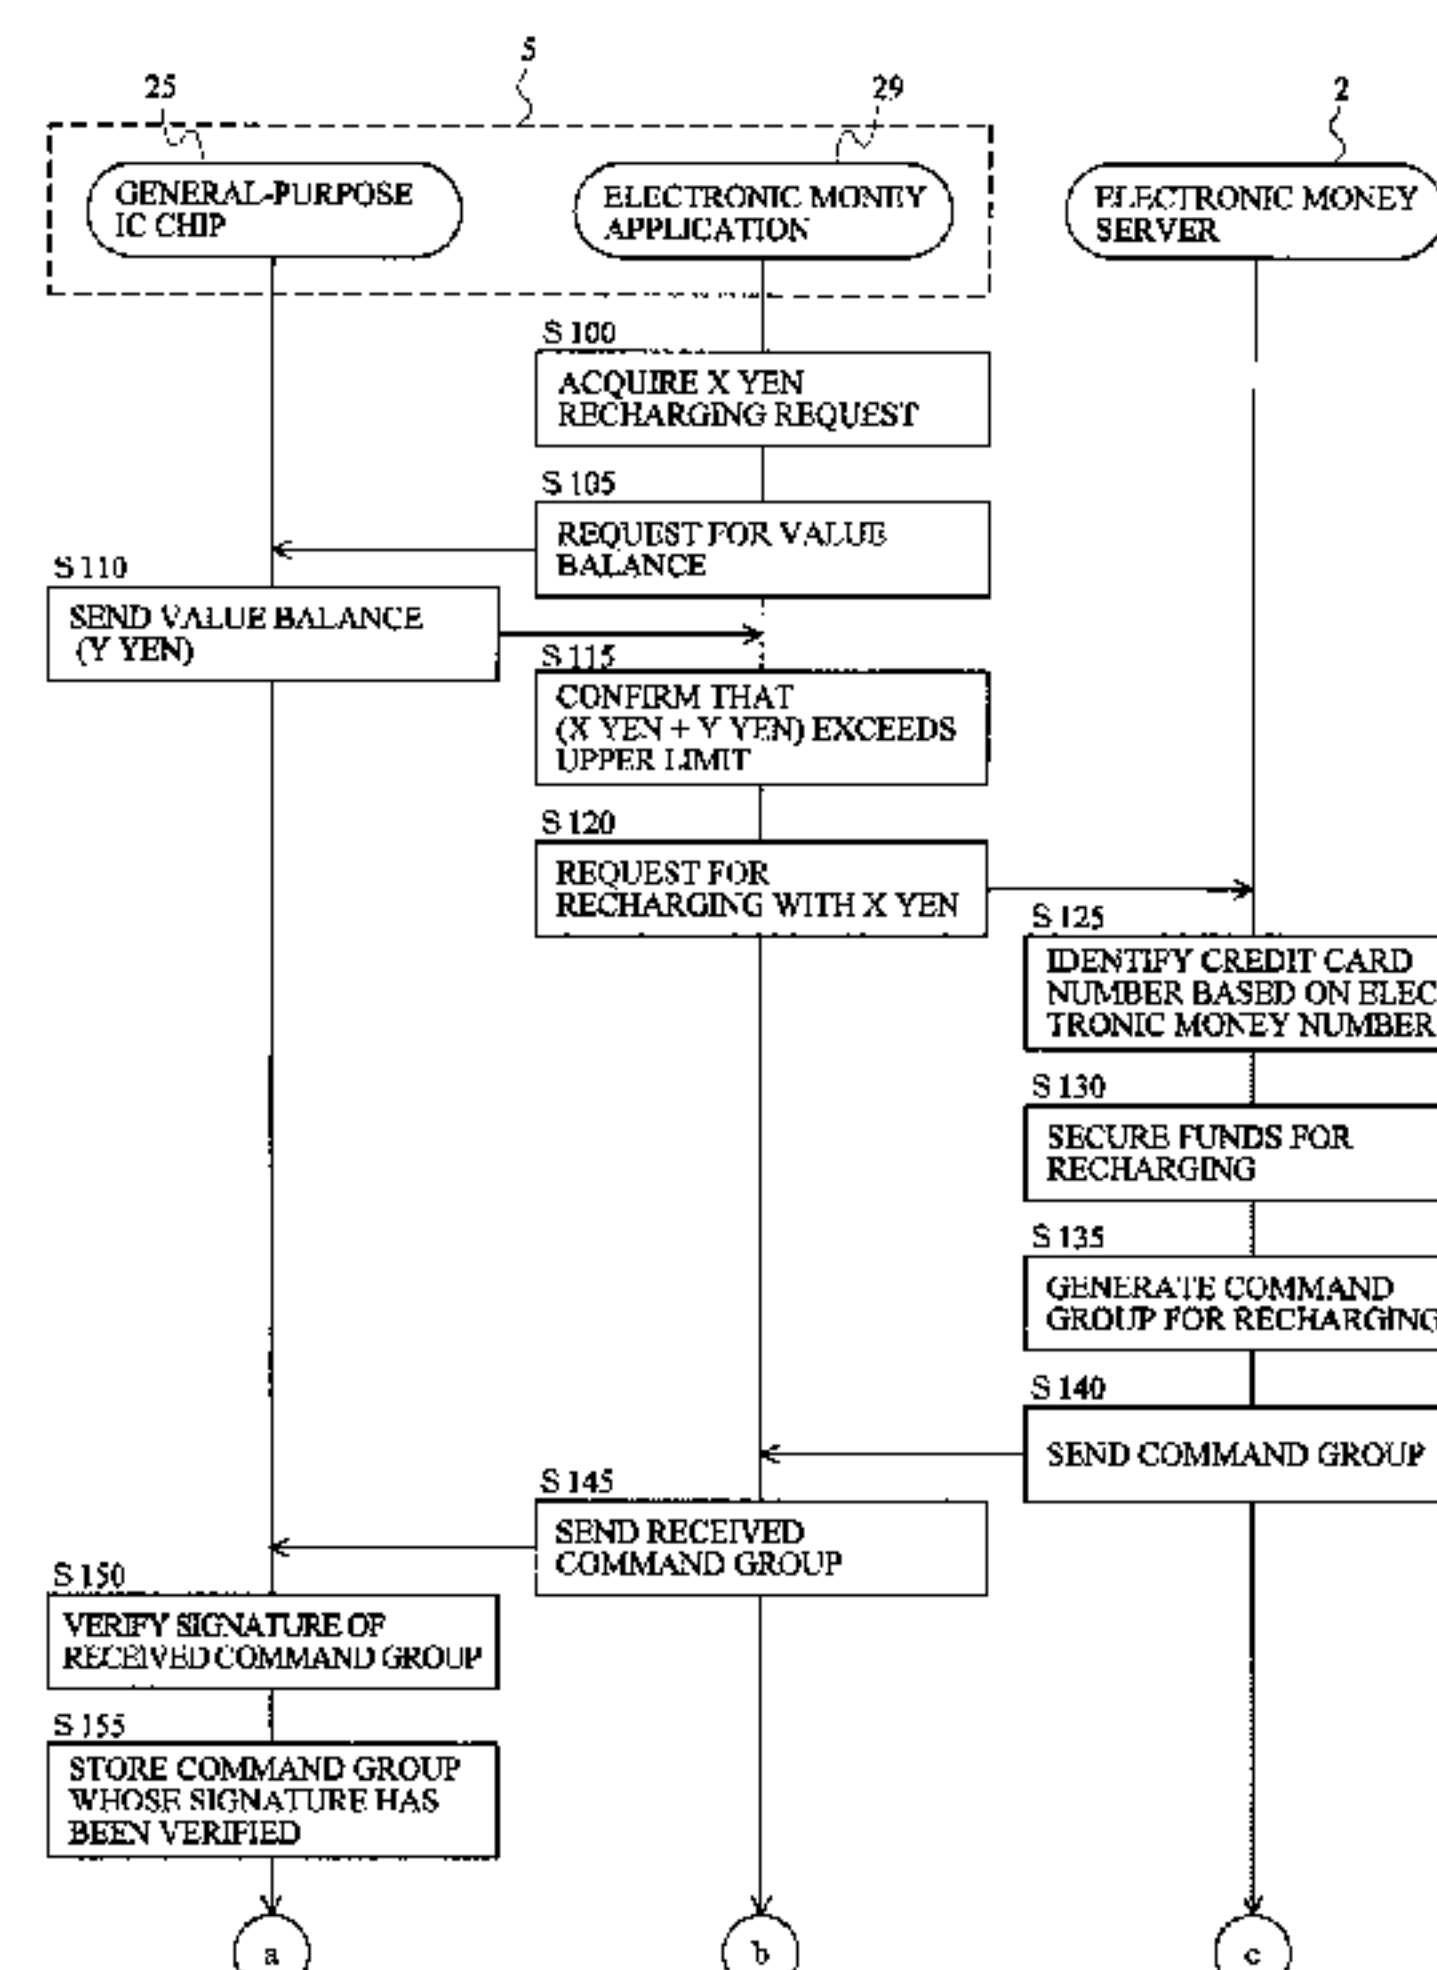 5
25
29
2
GENERAL-PURPOSE
IC CHIP
ELECTRONIC MONEY
APPLICATION
ELECTRONIC MONEY
SERVER
S 100
ACQUIRE X YEN
RECHARGING REQUEST
S 105
REQUEST FOR VALUE
BALANCE
S 110
SEND VALUE BALANCE
(Y YEN)
S 115
CONFIRM THAT
(X YEN + Y YEN) EXCEEDS
UPPER LIMIT
S 120
REQUEST FOR
RECHARGING WITH X YEN
S 125
IDENTIFY CREDIT CARD
NUMBER BASED ON ELEC
TRONIC MONEY NUMBER
S 130
SECURE FUNDS FOR
RECHARGING
S 135
GENERATE COMMAND
GROUP FOR RECHARGING
S 140
SEND COMMAND GROUP
S 145
SEND RECEIVED
COMMAND GROUP
S 150
VERIFY SIGNATURE OF
RECEIVED COMMAND GROUP
S 155
STORE COMMAND GROUP
WHOSE SIGNATURE HAS
BEEN VERIFIED
a
b
c